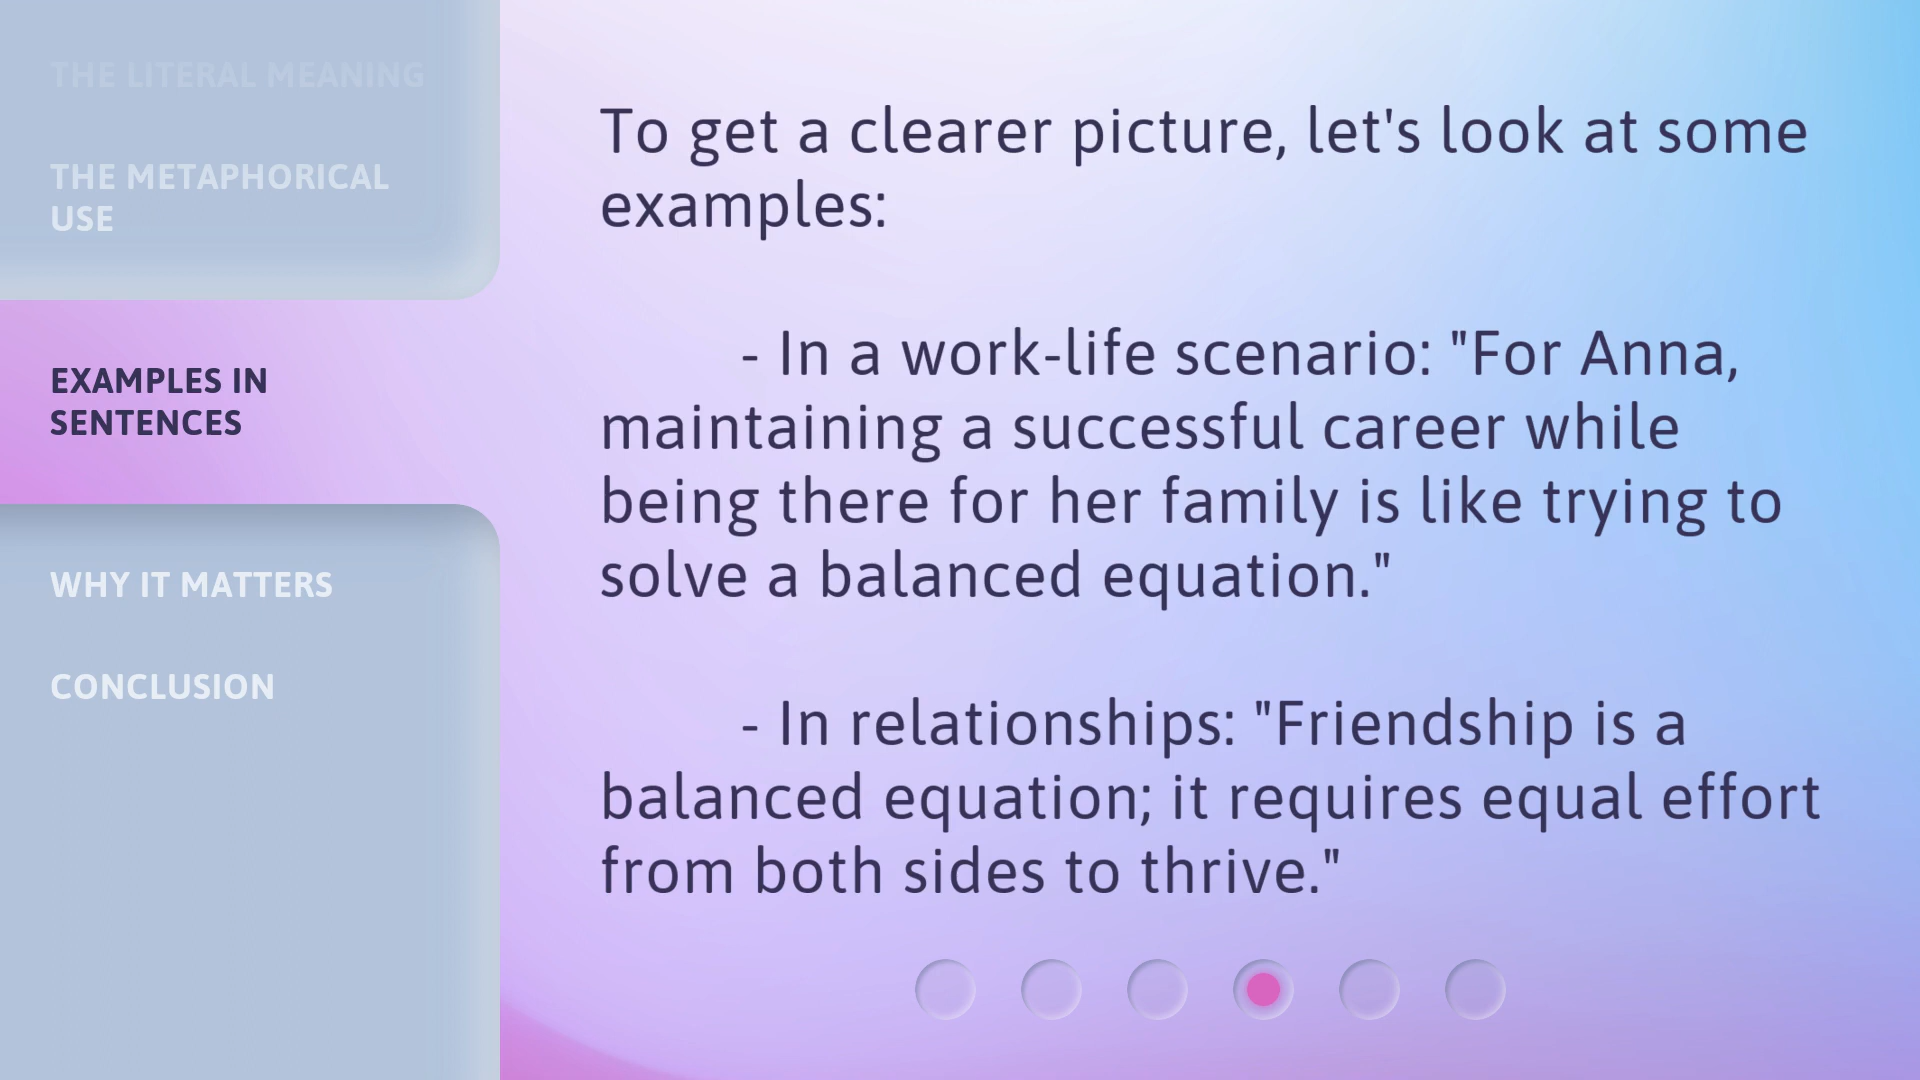 THE LITERAL MEANING
THE METAPHORICAL
USE
EXAMPLES IN
SENTENCES
WHY IT MATTERS
CONCLUSION
To get a clearer picture, let's look at some
examples:
- In a work-life scenario: "For Anna,
maintaining a successful career while
being there for her family is like trying to
solve a balanced equation."
- In relationships: "Friendship is a
balanced equation; it requires equal effort
from both sides to thrive."